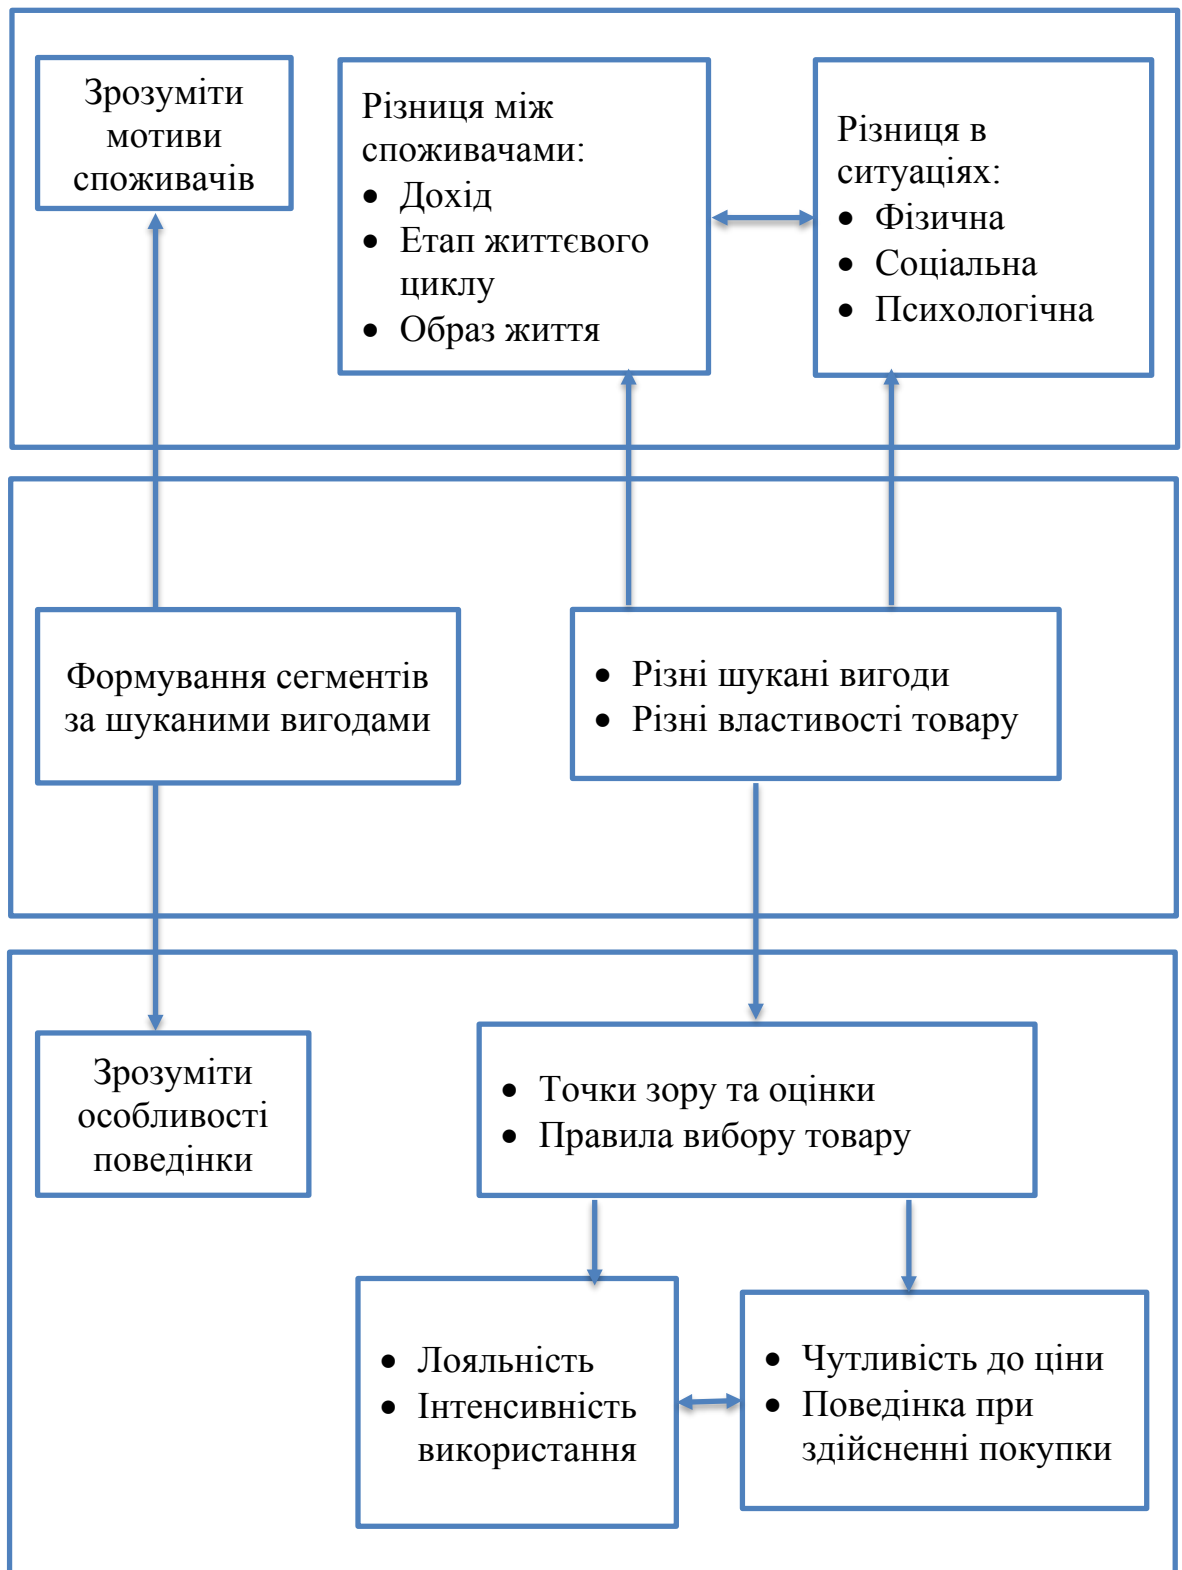 Зрозуміти
мотиви
споживачів
Різниця між
споживачами:
• Дохід
• Етап життєвого
циклу
• Образ життя
Різниця в
ситуаціях:
• Фізична
• Соціальна
• Психологічна
Формування сегментів
за шуканими вигодами
• Різні шукані вигоди
• Різні властивості товару
Зрозуміти
особливості
поведінки
• Точки зору та оцінки
• Правила вибору товару
• Лояльність
• Інтенсивність
використання
• Чутливість до ціни
• Поведінка при
здійсненні покупки